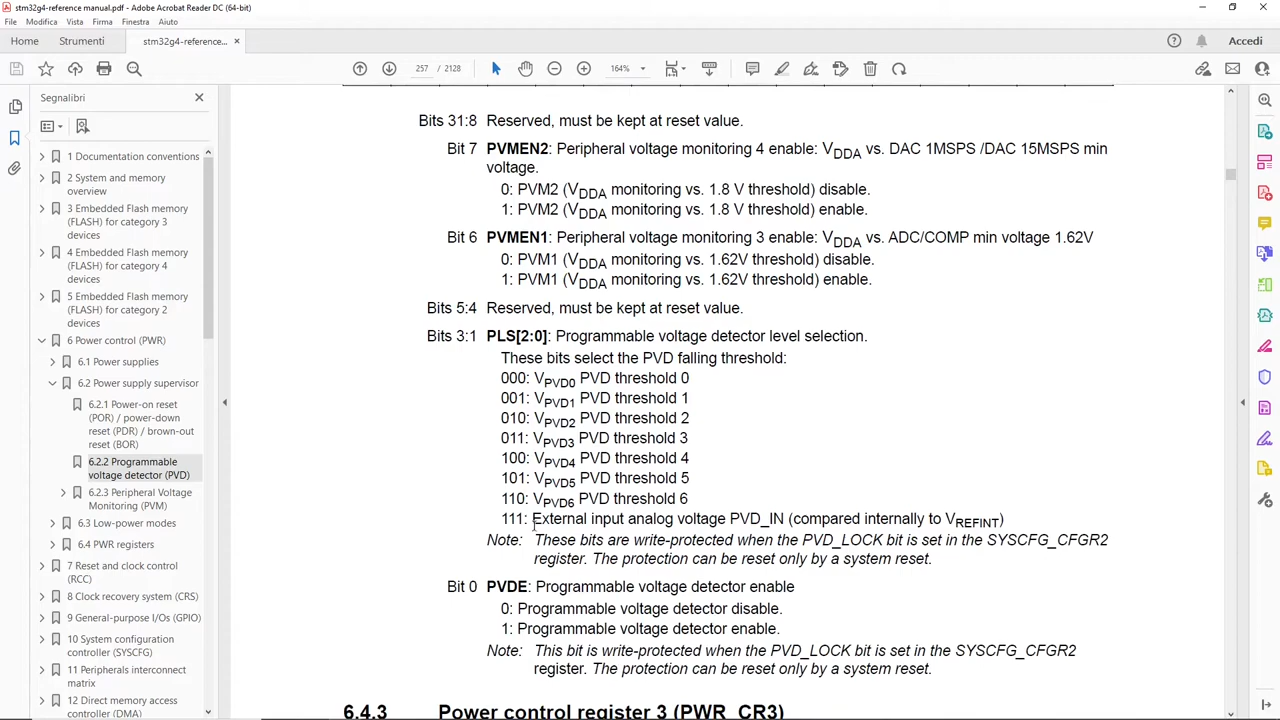 stm32g4-reference manual.pdf - Adobe Acrobat Reader DC (64-bit)
File Modifica Vista Firma Finestra Aiuto
Home Strumenti stm32g4-reference... × Accedi
257 / 2128 164%
Segnalibri
1 Documentation conventions
2 System and memory
overview
3 Embedded Flash memory
(FLASH) for category 3
devices
4 Embedded Flash memory
(FLASH) for category 4
devices
5 Embedded Flash memory
(FLASH) for category 2
devices
6 Power control (PWR)
6.1 Power supplies
6.2 Power supply supervisor
6.2.1 Power-on reset
(POR) / power-down
reset (PDR) / brown-out
reset (BOR)
6.2.2 Programmable
voltage detector (PVD)
6.2.3 Peripheral Voltage
Monitoring (PVM)
6.3 Low-power modes
6.4 PWR registers
7 Reset and clock control
(RCC)
8 Clock recovery system (CRS)
9 General-purpose I/Os (GPIO)
10 System configuration
controller (SYSCFG)
11 Peripherals interconnect
matrix
12 Direct memory access
controller (DMA)
Bits 31:8 Reserved, must be kept at reset value.
Bit 7 PVMEN2: Peripheral voltage monitoring 4 enable: VDDA vs. DAC 1MSPS /DAC 15MSPS min
voltage.
0: PVM2 (VDDA monitoring vs. 1.8 V threshold) disable.
1: PVM2 (VDDA monitoring vs. 1.8 V threshold) enable.
Bit 6 PVMEN1: Peripheral voltage monitoring 3 enable: VDDA vs. ADC/COMP min voltage 1.62V
0: PVM1 (VDDA monitoring vs. 1.62V threshold) disable.
1: PVM1 (VDDA monitoring vs. 1.62V threshold) enable.
Bits 5:4 Reserved, must be kept at reset value.
Bits 3:1 PLS[2:0]: Programmable voltage detector level selection.
These bits select the PVD falling threshold:
000: VPVD0 PVD threshold 0
001: VPVD1 PVD threshold 1
010: VPVD2 PVD threshold 2
011: VPVD3 PVD threshold 3
100: VPVD4 PVD threshold 4
101: VPVD5 PVD threshold 5
110: VPVD6 PVD threshold 6
111: External input analog voltage PVD_IN (compared internally to VREFINT)
Note: These bits are write-protected when the PVD_LOCK bit is set in the SYSCFG_CFGR2
register. The protection can be reset only by a system reset.
Bit 0 PVDE: Programmable voltage detector enable
0: Programmable voltage detector disable.
1: Programmable voltage detector enable.
Note: This bit is write-protected when the PVD_LOCK bit is set in the SYSCFG_CFGR2
register. The protection can be reset only by a system reset.
6.4.3 Power control register 3 (PWR_CR3)